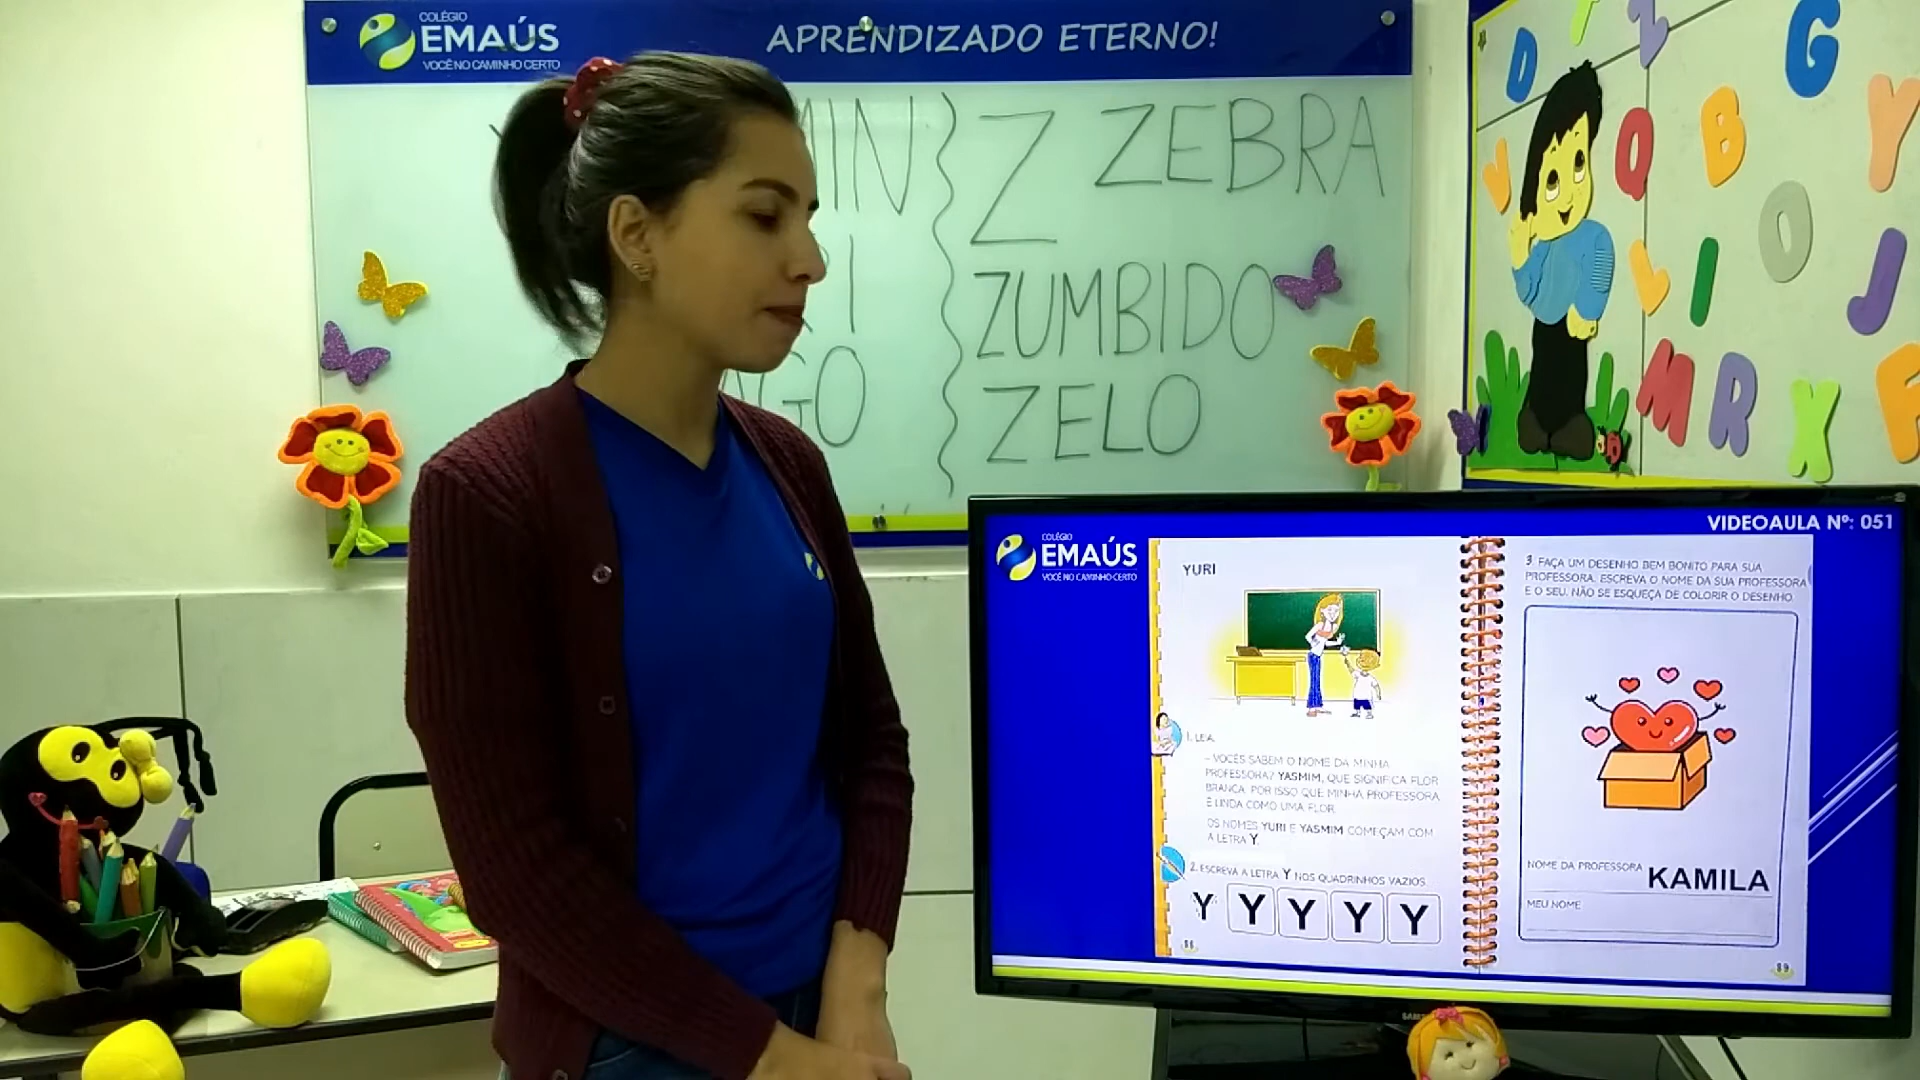 COLÉGIO
EMAÚS
VOCÊ NO CAMINHO CERTO
APRENDIZADO ETERNO!
Z ZEBRA
ZUMBIDO
ZELO
D
Z
G
Y
Q
B
V
O
L
I
J
M
R
X
F
VIDEOAULA Nº: 051
COLÉGIO
EMAÚS
VOCÊ NO CAMINHO CERTO
YURI
1. LEIA.
– VOCÊS SABEM O NOME DA MINHA
PROFESSORA? YASMIM, QUE SIGNIFICA FLOR
BRANCA. POR ISSO QUE MINHA PROFESSORA
É LINDA COMO UMA FLOR.
OS NOMES YURI E YASMIM COMEÇAM COM
A LETRA Y.
2. ESCREVA A LETRA Y NOS QUADRINHOS VAZIOS.
Y Y Y Y Y
3. FAÇA UM DESENHO BEM BONITO PARA SUA
PROFESSORA. ESCREVA O NOME DA SUA PROFESSORA
E O SEU. NÃO SE ESQUEÇA DE COLORIR O DESENHO.
NOME DA PROFESSORA KAMILA
MEU NOME
89
SAMSUNG